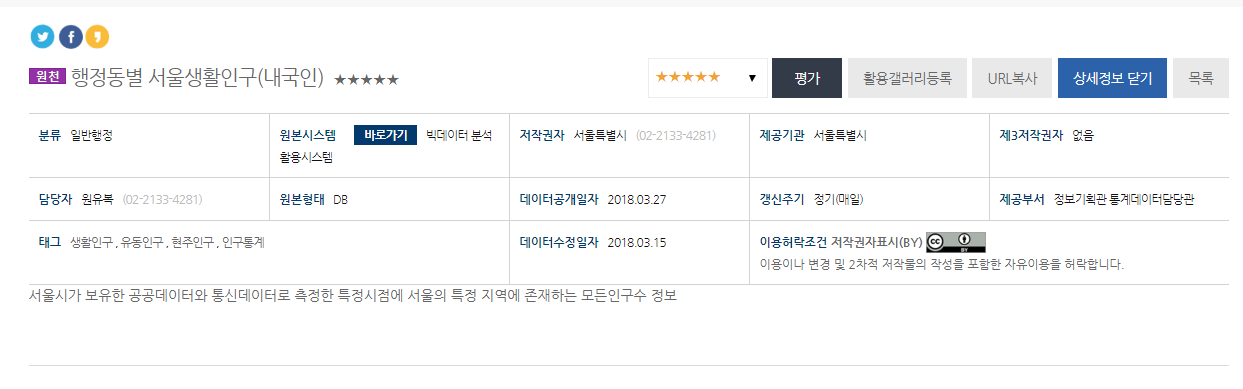 원천 행정동별 서울생활인구(내국인) ★★★★★
★★★★★ ▼ 평가 활용갤러리등록 URL복사 상세정보 닫기 목록
분류 일반행정
원본시스템 바로가기 빅데이터 분석
활용시스템
저작권자 서울특별시 (02-2133-4281)
제공기관 서울특별시
제3저작권자 없음
담당자 원유복 (02-2133-4281)
원본형태 DB
데이터공개일자 2018.03.27
갱신주기 정기(매일)
제공부서 정보기획관 통계데이터담당관
태그 생활인구 , 유동인구 , 현주인구 , 인구통계
데이터수정일자 2018.03.15
이용허락조건 저작권자표시(BY) cc BY
이용이나 변경 및 2차적 저작물의 작성을 포함한 자유이용을 허락합니다.
서울시가 보유한 공공데이터와 통신데이터로 측정한 특정시점에 서울의 특정 지역에 존재하는 모든인구수 정보